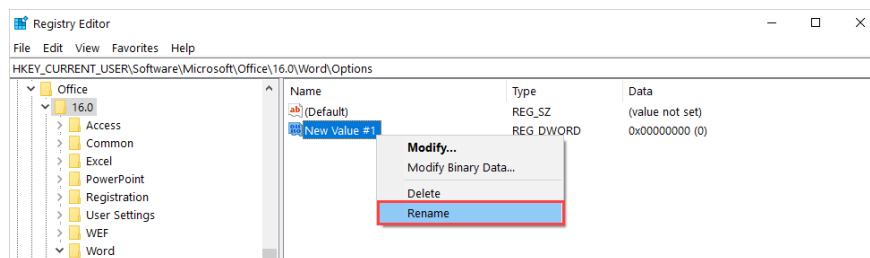 Registry Editor
File Edit View Favorites Help
HKEY_CURRENT_USER\Software\Microsoft\Office\16.0\Word\Options
Office
16.0
Access
Common
Excel
PowerPoint
Registration
User Settings
WEF
Word
Name Type Data
ab (Default) REG_SZ (value not set)
New Value #1 REG_DWORD 0x00000000 (0)
Modify...
Modify Binary Data...
Delete
Rename